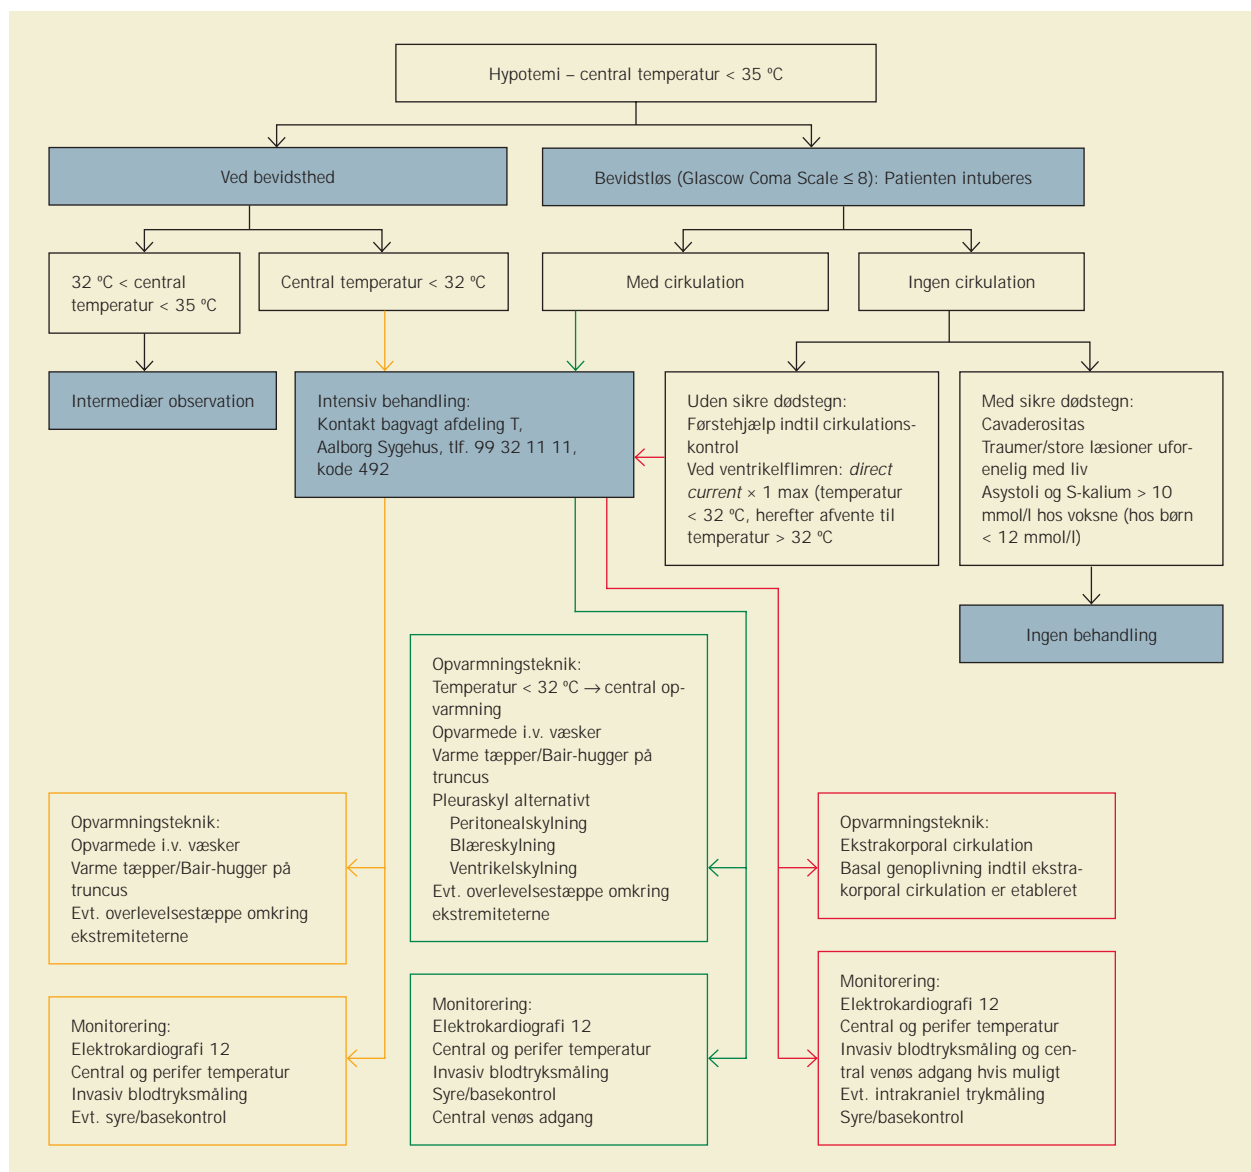 Hypotemi – central temperatur < 35 ºC
Ved bevidsthed
Bevidstløs (Glascow Coma Scale ≤ 8): Patienten intuberes
32 ºC < central
temperatur < 35 ºC
Central temperatur < 32 ºC
Med cirkulation
Ingen cirkulation
Intermediær observation
Intensiv behandling:
Kontakt bagvagt afdeling T,
Aalborg Sygehus, tlf. 99 32 11 11,
kode 492
Uden sikre dødstegn:
Førstehjælp indtil cirkulations-
kontrol
Ved ventrikelflimren: direct
current × 1 max (temperatur
< 32 ºC, herefter afvente til
temperatur > 32 ºC
Med sikre dødstegn:
Cavaderositas
Traumer/store læsioner ufor-
enelig med liv
Asystoli og S-kalium > 10
mmol/l hos voksne (hos børn
< 12 mmol/l)
Ingen behandling
Opvarmningsteknik:
Opvarmede i.v. væsker
Varme tæpper/Bair-hugger på
truncus
Evt. overlevelsestæppe omkring
ekstremiteterne
Opvarmningsteknik:
Temperatur < 32 ºC → central op-
varmning
Opvarmede i.v. væsker
Varme tæpper/Bair-hugger på
truncus
Pleuraskyl alternativt
Peritonealskylning
Blæreskylning
Ventrikelskylning
Evt. overlevelsestæppe omkring
ekstremiteterne
Opvarmningsteknik:
Ekstrakorporal cirkulation
Basal genoplivning indtil ekstra-
korporal cirkulation er etableret
Monitorering:
Elektrokardiografi 12
Central og perifer temperatur
Invasiv blodtryksmåling
Evt. syre/basekontrol
Monitorering:
Elektrokardiografi 12
Central og perifer temperatur
Invasiv blodtryksmåling
Syre/basekontrol
Central venøs adgang
Monitorering:
Elektrokardiografi 12
Central og perifer temperatur
Invasiv blodtryksmåling og cen-
tral venøs adgang hvis muligt
Evt. intrakraniel trykmåling
Syre/basekontrol